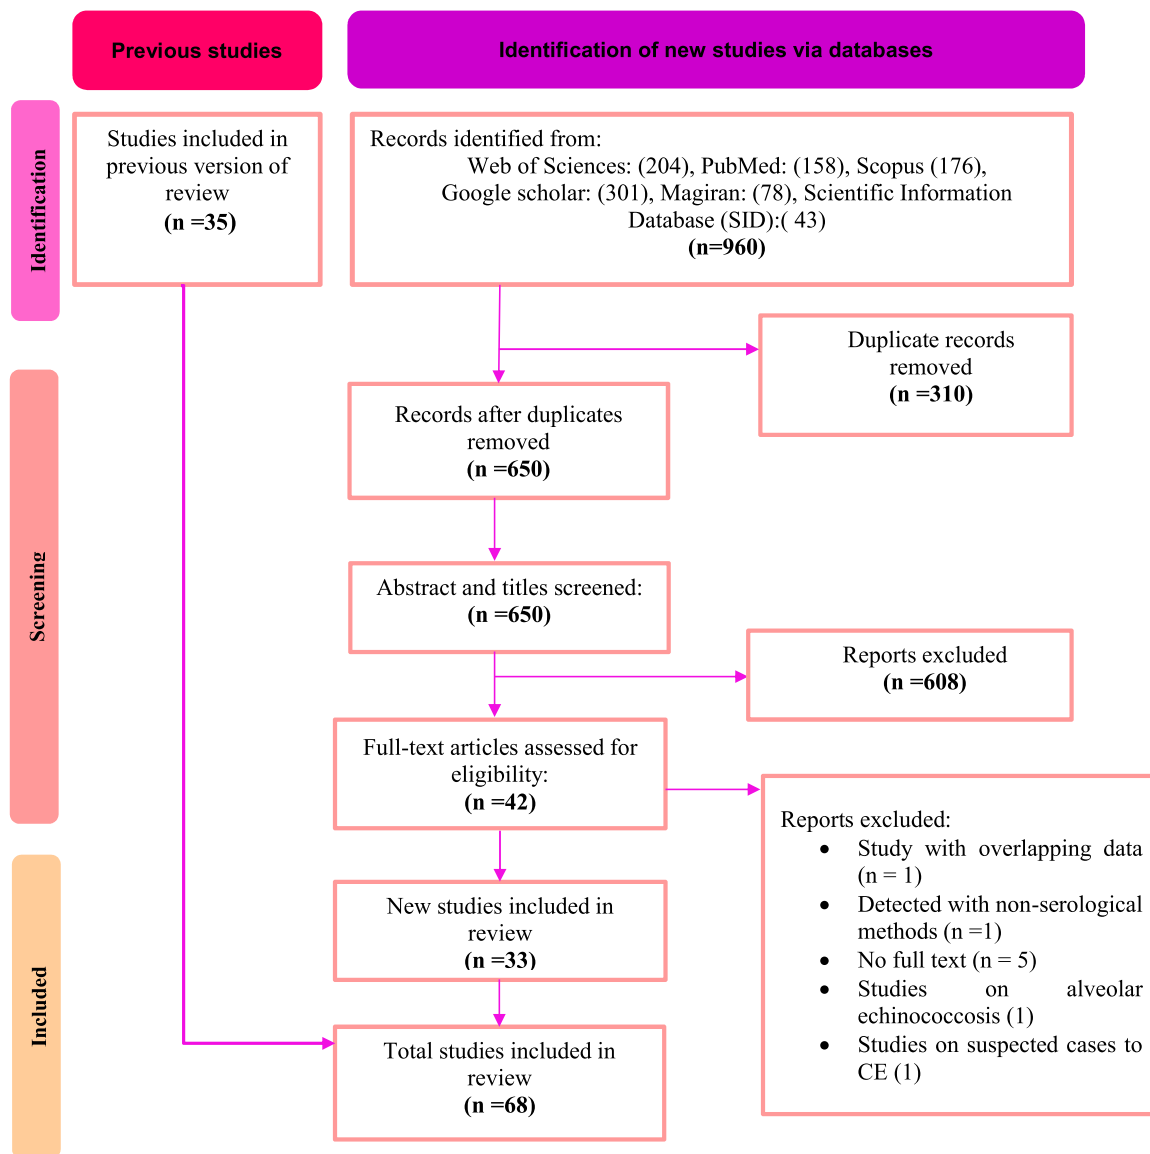 Previous studies
Identification of new studies via databases
Identification
Studies included in
previous version of
review
(n =35)
Records identified from:
Web of Sciences: (204), PubMed: (158), Scopus (176),
Google scholar: (301), Magiran: (78), Scientific Information
Database (SID):( 43)
(n=960)
Duplicate records
removed
(n =310)
Screening
Records after duplicates
removed
(n =650)
Abstract and titles screened:
(n =650)
Reports excluded
(n =608)
Full-text articles assessed for
eligibility:
(n =42)
Reports excluded:
● Study with overlapping data
(n = 1)
● Detected with non-serological
methods (n =1)
● No full text (n = 5)
● Studies on alveolar
echinococcosis (1)
● Studies on suspected cases to
CE (1)
Included
New studies included in
review
(n =33)
Total studies included in
review
(n =68)